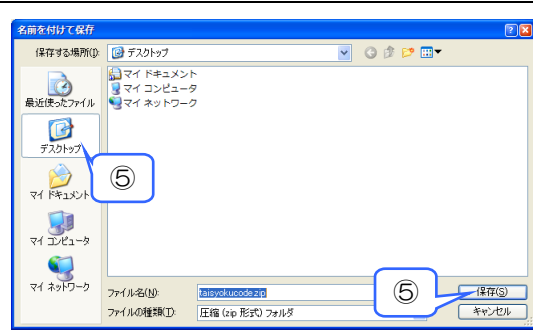 名前を付けて保存
保存する場所(I):
デスクトップ
最近使ったファイル
デスクトップ
マイ ドキュメント
マイ コンピュータ
マイ ネットワーク
マイ ドキュメント
マイ コンピュータ
マイ ネットワーク
⑤
⑤
ファイル名(N):
taisyokucode.zip
保存(S)
ファイルの種類(T):
圧縮 (zip 形式) フォルダ
キャンセル